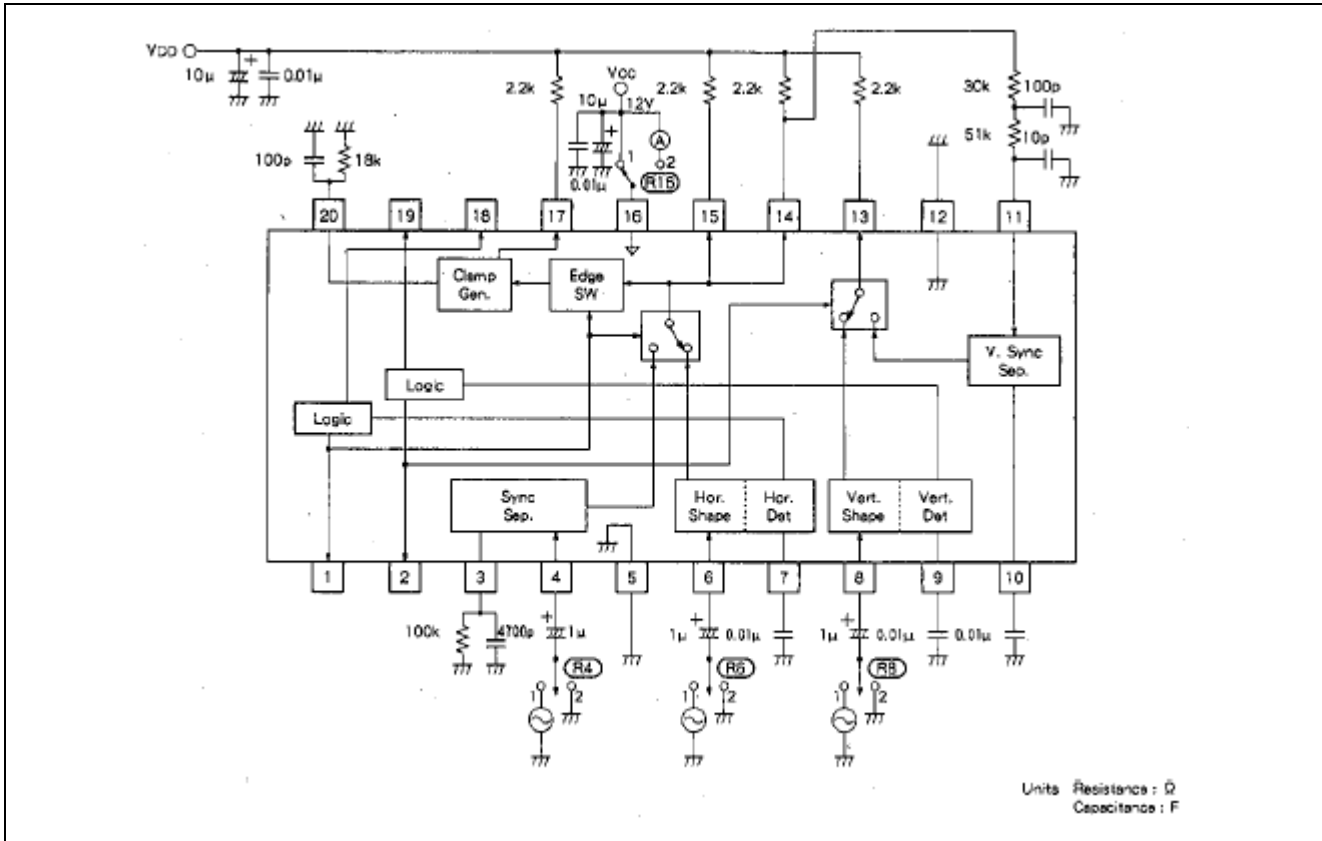 VDD
10μ
+
0.01μ
2.2k
VCC
12V
10μ
+
0.01μ
A
1
2
R16
2.2k
2.2k
2.2k
30k
100p
51k
10p
100p
18k
20
19
18
17
16
15
14
13
12
11
Clamp
Gen.
Edge
SW
V. Sync
Sep.
Logic
Logic
Sync
Sep.
Hor.
Shape
Hor.
Det
Vert.
Shape
Vert.
Det
1
2
3
4
5
6
7
8
9
10
100k
4700p
+
1μ
1μ
+
0.01μ
1μ
+
0.01μ
0.01μ
R4
R6
R8
1
2
1
2
1
2
Units Resistance : Ω
Capacitance : F